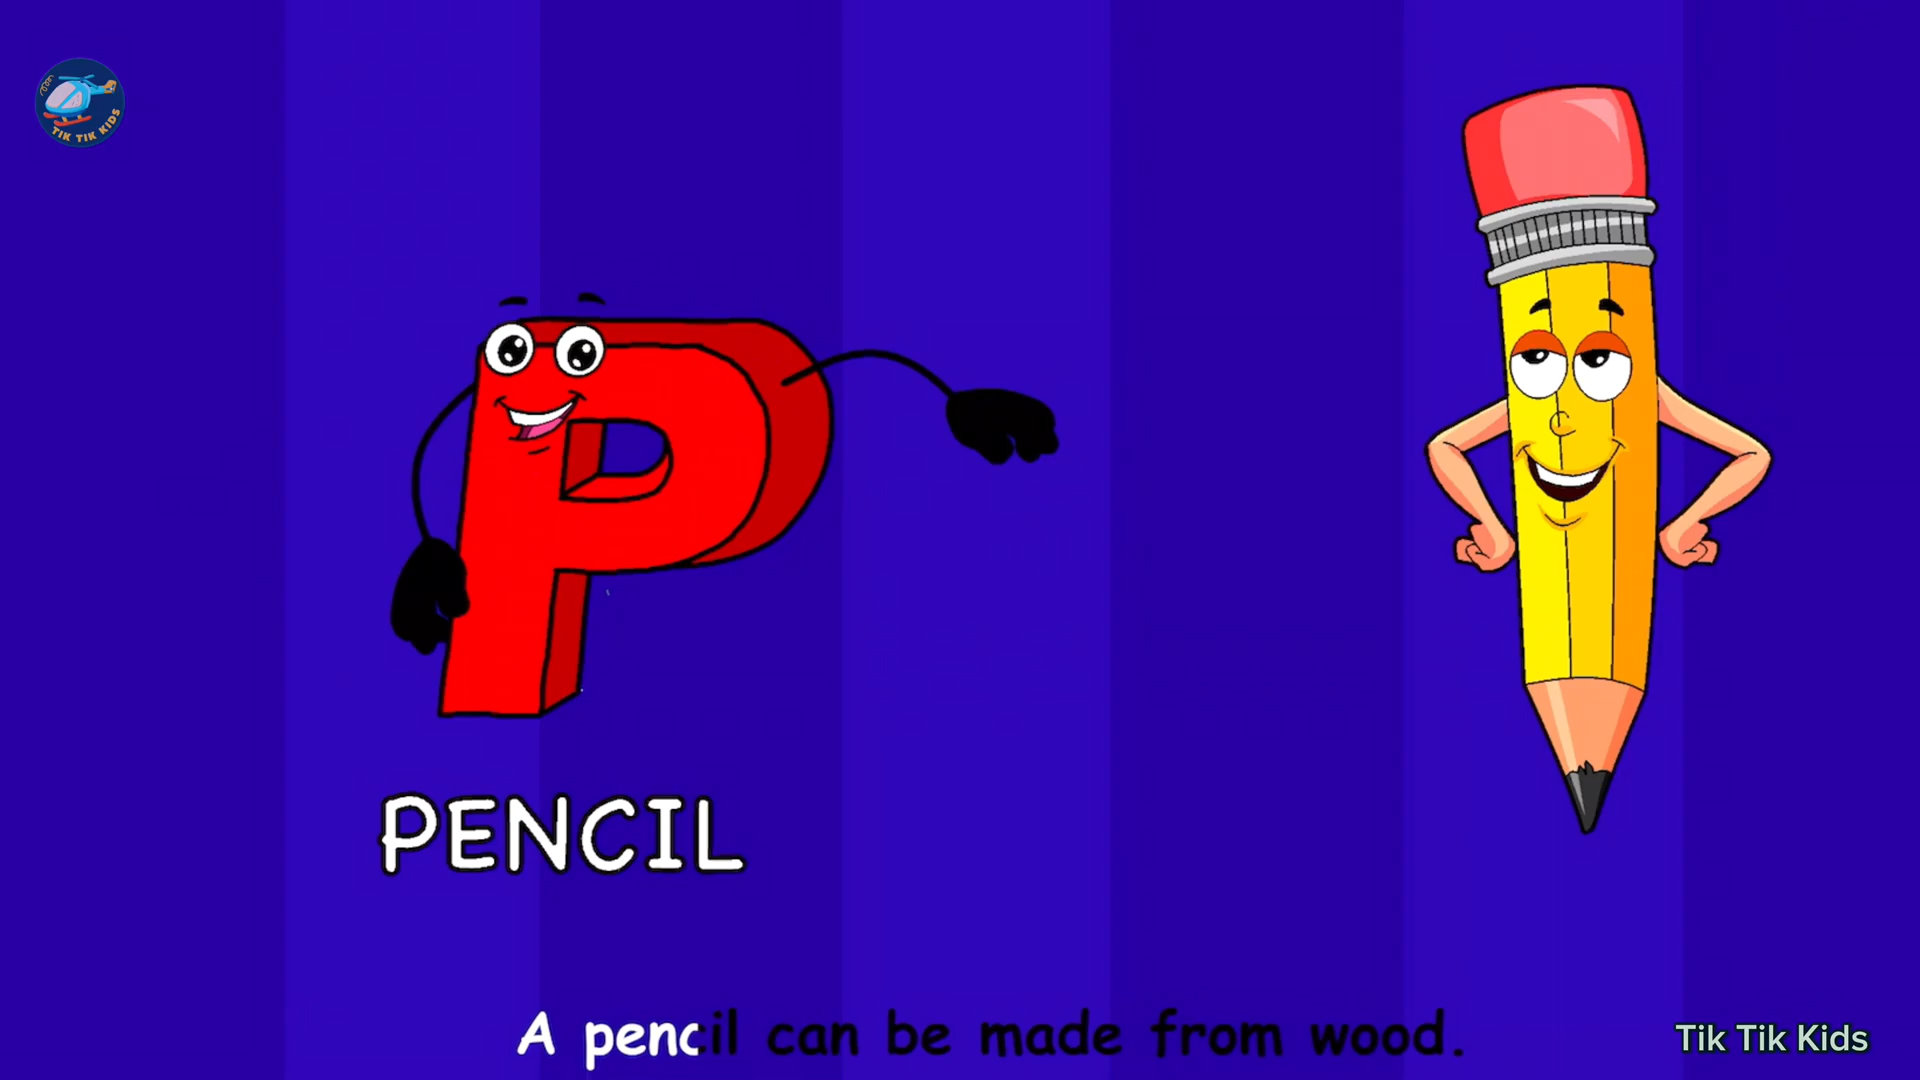 TIK TIK KIDS
P
PENCIL
A pencil can be made from wood.
Tik Tik Kids